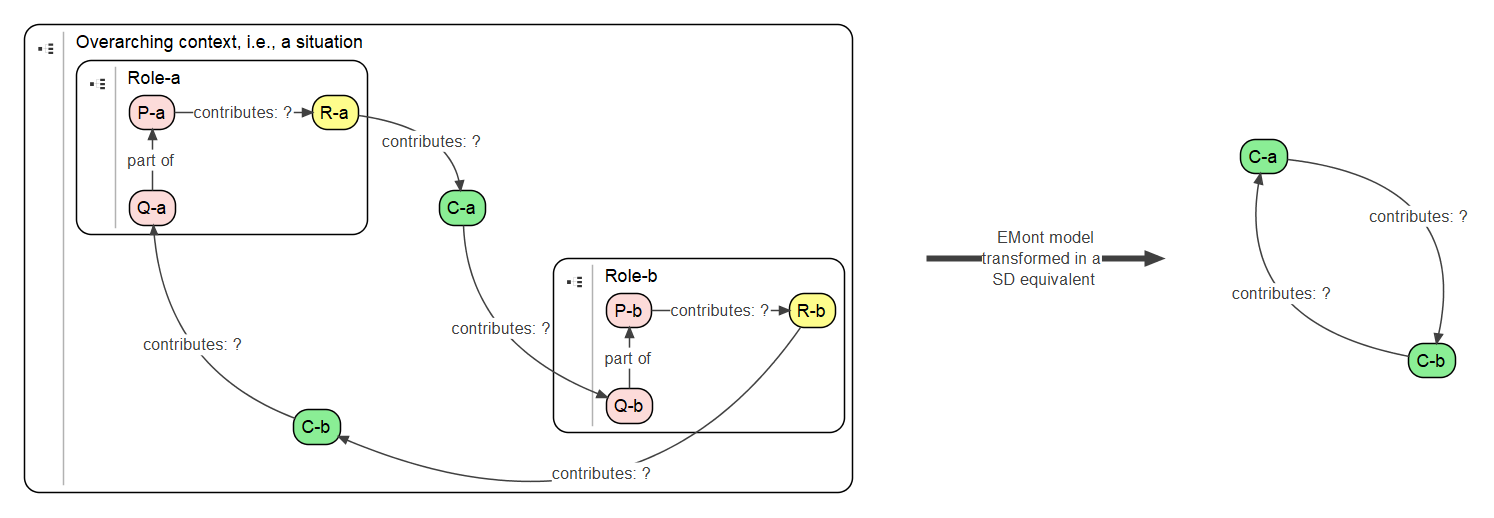 Overarching context, i.e., a situation
Role-a
P-a
contributes: ?
R-a
contributes: ?
part of
Q-a
C-a
Role-b
P-b
contributes: ?
R-b
contributes: ?
part of
contributes: ?
Q-b
C-b
contributes: ?
EMont model
transformed in a
SD equivalent
C-a
contributes: ?
contributes: ?
C-b